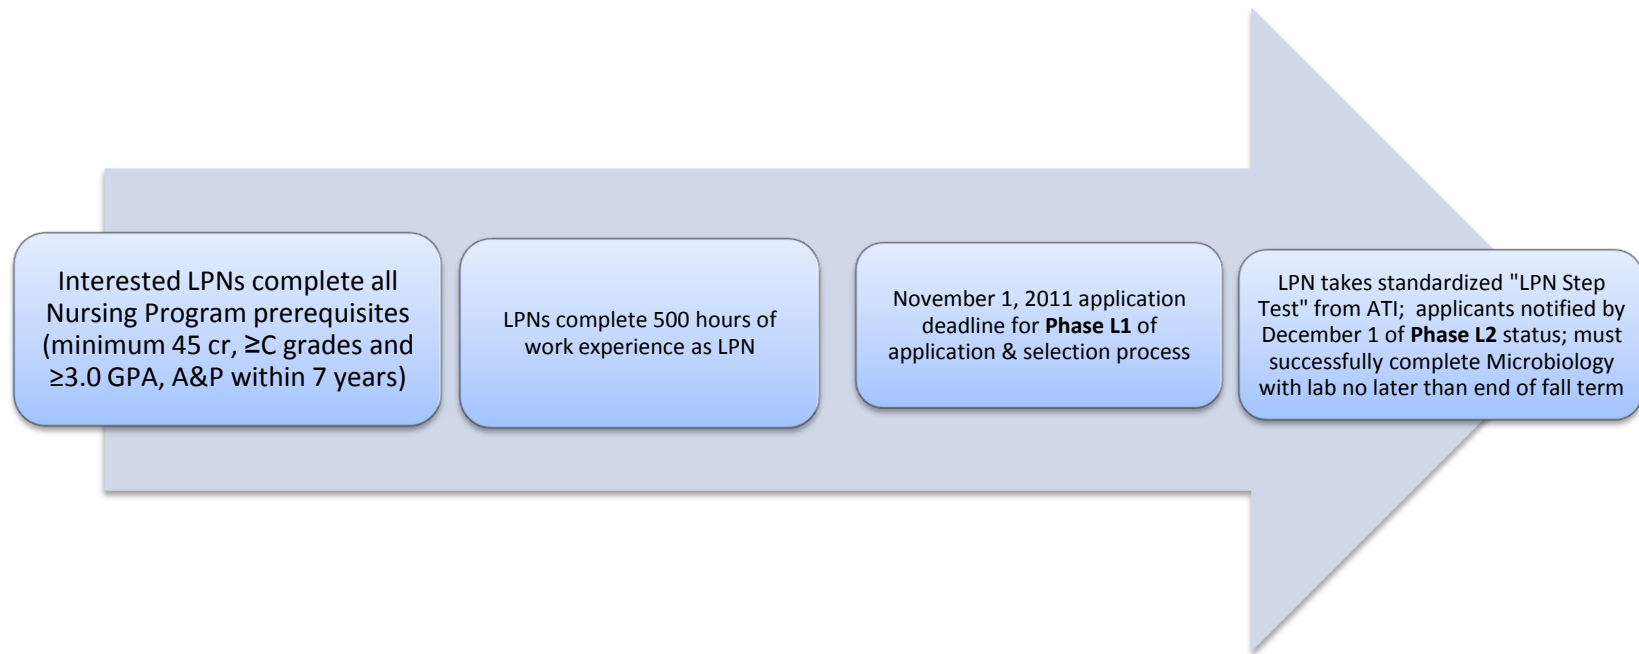 Interested LPNs complete all
Nursing Program prerequisites
(minimum 45 cr, ≥C grades and
≥3.0 GPA, A&P within 7 years)
LPNs complete 500 hours of
work experience as LPN
November 1, 2011 application
deadline for Phase L1 of
application & selection process
LPN takes standardized "LPN Step
Test" from ATI;  applicants notified by
December 1 of Phase L2 status; must
successfully complete Microbiology
with lab no later than end of fall term